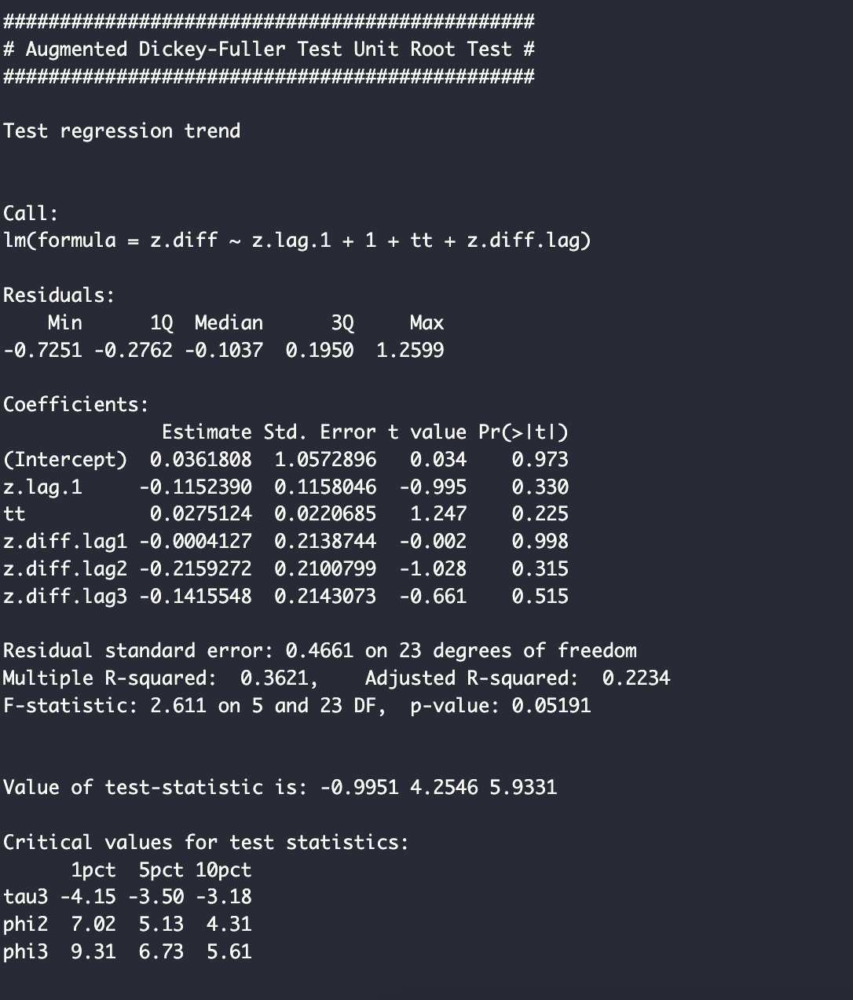 ###############################################
# Augmented Dickey-Fuller Test Unit Root Test #
###############################################

Test regression trend


Call:
lm(formula = z.diff ~ z.lag.1 + 1 + tt + z.diff.lag)

Residuals:
    Min      1Q  Median      3Q     Max
-0.7251 -0.2762 -0.1037  0.1950  1.2599

Coefficients:
              Estimate Std. Error t value Pr(>|t|)
(Intercept)  0.0361808  1.0572896   0.034    0.973
z.lag.1     -0.1152390  0.1158046  -0.995    0.330
tt           0.0275124  0.0220685   1.247    0.225
z.diff.lag1 -0.0004127  0.2138744  -0.002    0.998
z.diff.lag2 -0.2159272  0.2100799  -1.028    0.315
z.diff.lag3 -0.1415548  0.2143073  -0.661    0.515

Residual standard error: 0.4661 on 23 degrees of freedom
Multiple R-squared:  0.3621,    Adjusted R-squared:  0.2234
F-statistic: 2.611 on 5 and 23 DF,  p-value: 0.05191


Value of test-statistic is: -0.9951 4.2546 5.9331

Critical values for test statistics:
      1pct  5pct 10pct
tau3 -4.15 -3.50 -3.18
phi2  7.02  5.13  4.31
phi3  9.31  6.73  5.61